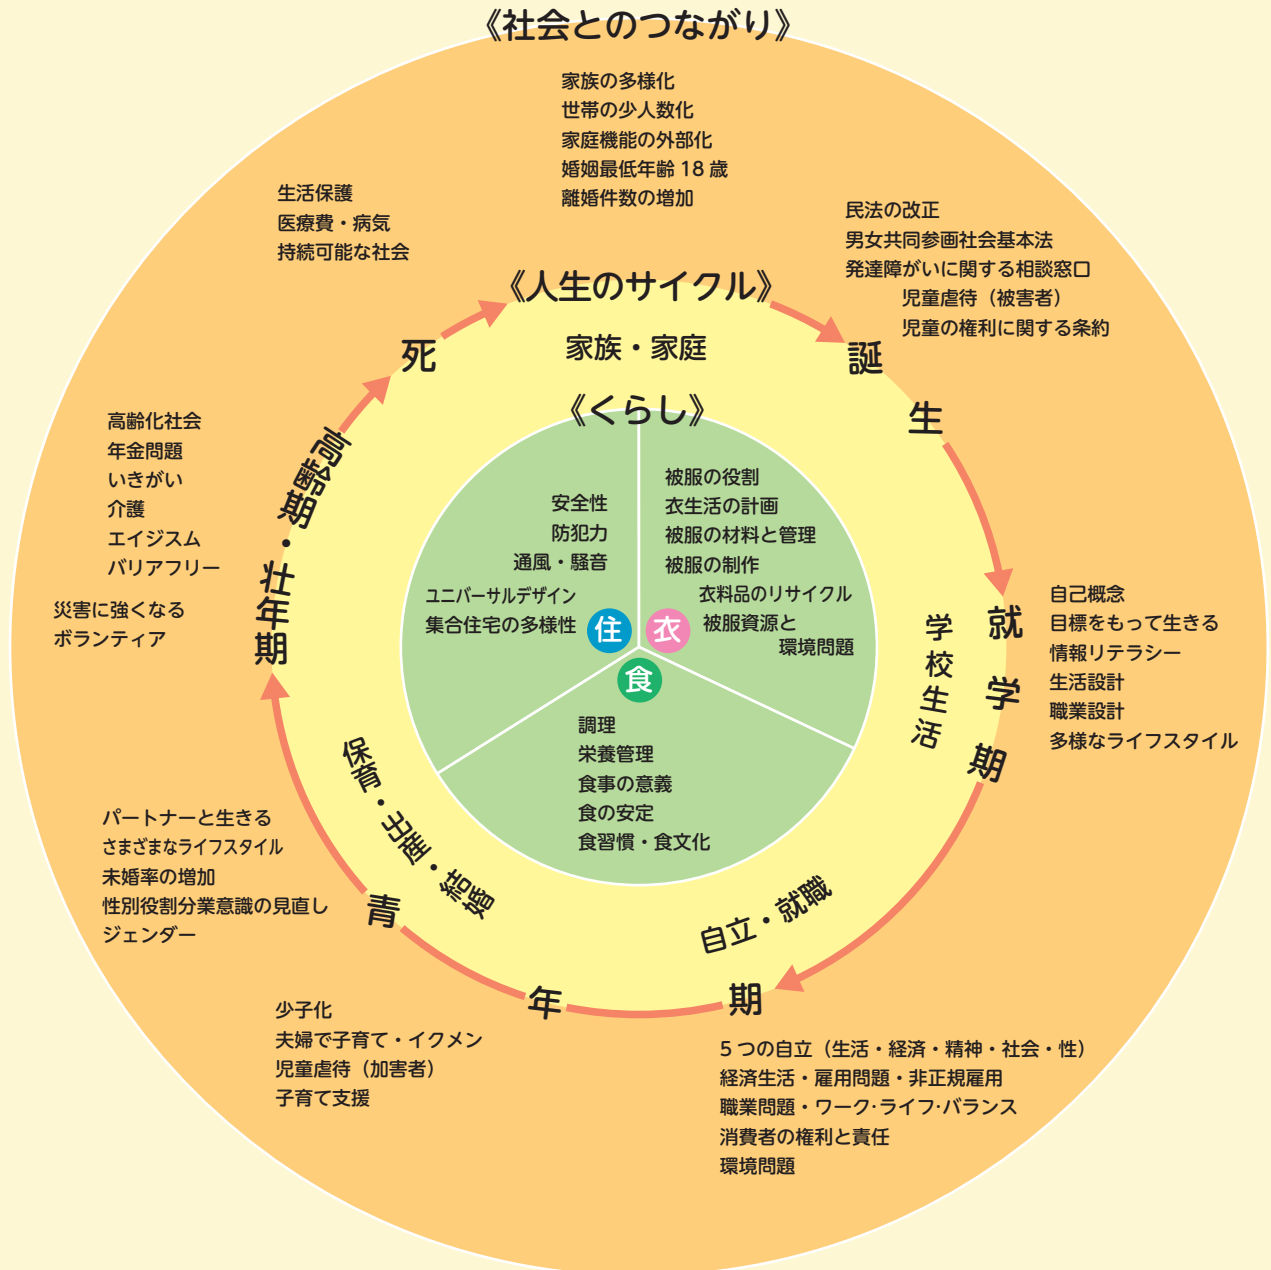 《社会とのつながり》
家族の多様化
世帯の少人数化
家庭機能の外部化
婚姻最低年齢 18 歳
離婚件数の増加
生活保護
医療費・病気
持続可能な社会
民法の改正
男女共同参画社会基本法
発達障がいに関する相談窓口
児童虐待（被害者）
児童の権利に関する条約
《人生のサイクル》
家族・家庭
死
誕生
《くらし》
高齢化社会
年金問題
いきがい
介護
エイジスム
バリアフリー
災害に強くなる
ボランティア
高齢期・壮年期
安全性
防犯力
通風・騒音
ユニバーサルデザイン
集合住宅の多様性
住
被服の役割
衣生活の計画
被服の材料と管理
被服の制作
衣料品のリサイクル
被服資源と
環境問題
衣
食
調理
栄養管理
食事の意義
食の安定
食習慣・食文化
学校生活
就学期
自己概念
目標をもって生きる
情報リテラシー
生活設計
職業設計
多様なライフスタイル
保育・出産・結婚
自立・就職
青年期
パートナーと生きる
さまざまなライフスタイル
未婚率の増加
性別役割分業意識の見直し
ジェンダー
少子化
夫婦で子育て・イクメン
児童虐待（加害者）
子育て支援
5 つの自立（生活・経済・精神・社会・性）
経済生活・雇用問題・非正規雇用
職業問題・ワーク･ライフ･バランス
消費者の権利と責任
環境問題